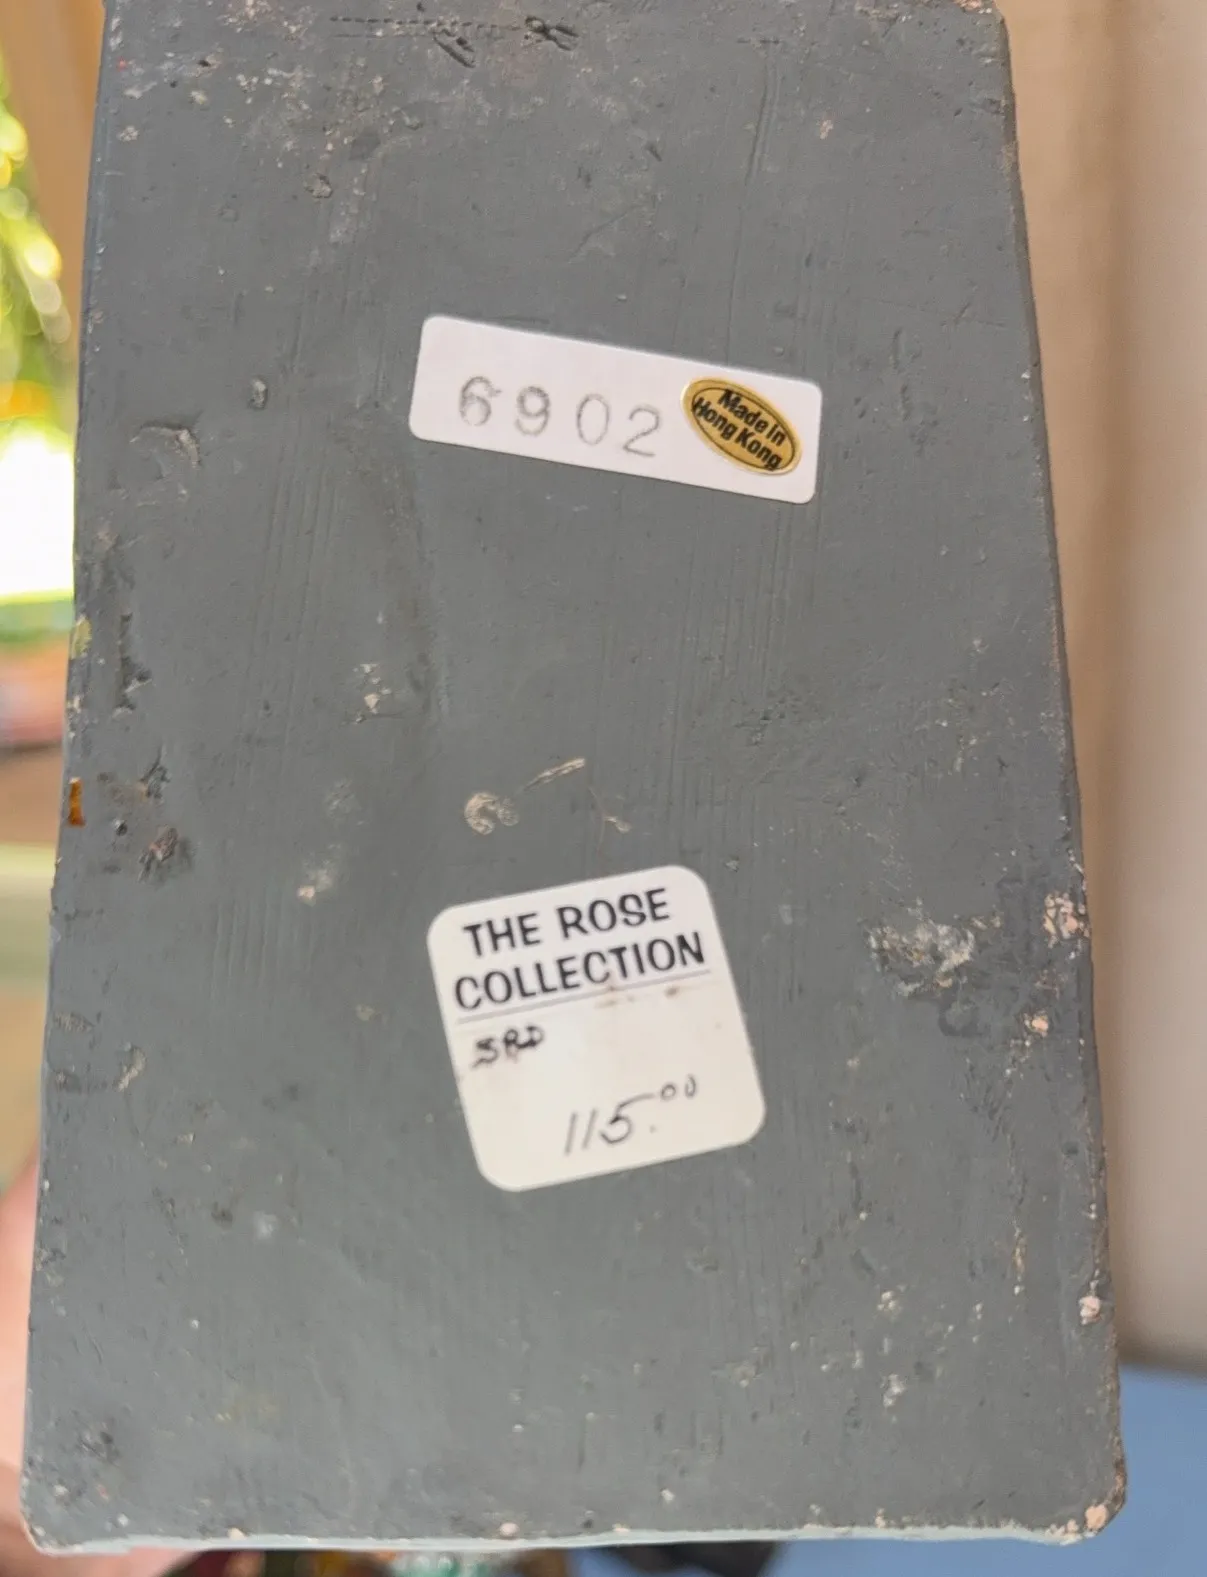 6902
Made in
Hong Kong
THE ROSE
COLLECTION
SRD
115.00